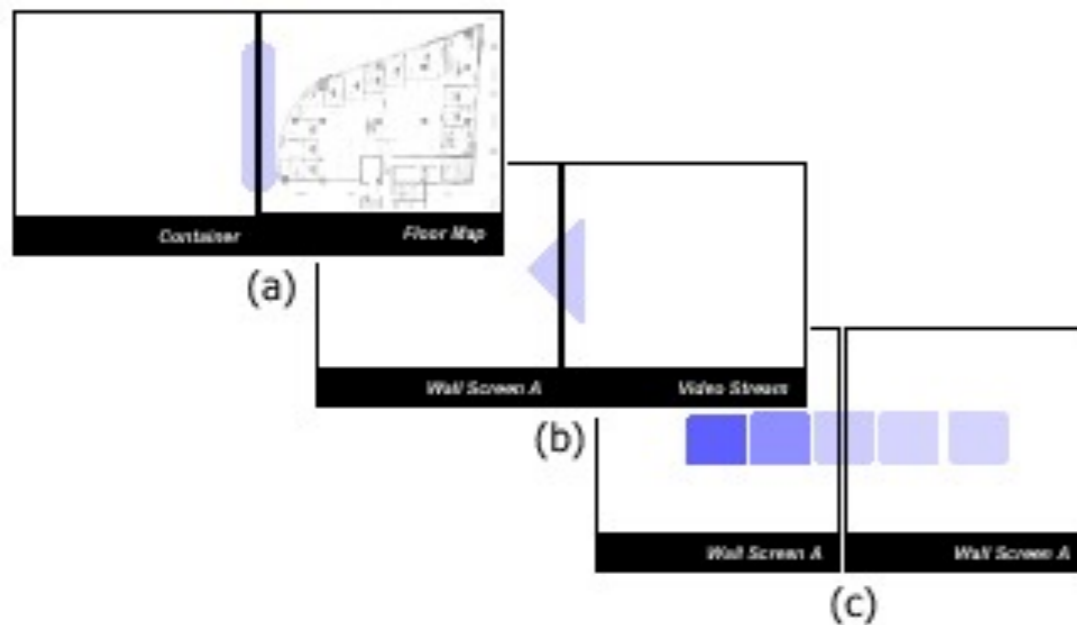 Container
Floor Map
(a)
Wall Screen A
Video Stream
(b)
Wall Screen A
Wall Screen A
(c)